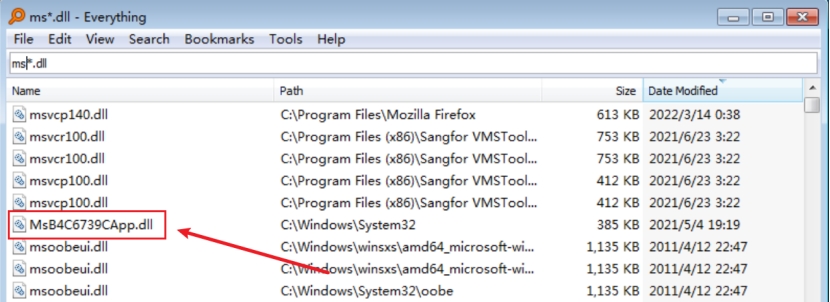 ms*.dll - Everything
File Edit View Search Bookmarks Tools Help
ms*.dll
Name Path Size Date Modified
msvcp140.dll C:\Program Files\Mozilla Firefox 613 KB 2022/3/14 0:38
msvcr100.dll C:\Program Files (x86)\Sangfor VMSTool... 753 KB 2021/6/23 3:22
msvcr100.dll C:\Program Files (x86)\Sangfor VMSTool... 753 KB 2021/6/23 3:22
msvcp100.dll C:\Program Files (x86)\Sangfor VMSTool... 412 KB 2021/6/23 3:22
msvcp100.dll C:\Program Files (x86)\Sangfor VMSTool... 412 KB 2021/6/23 3:22
MsB4C6739CApp.dll C:\Windows\System32 385 KB 2021/5/4 19:19
msoobeui.dll C:\Windows\winsxs\amd64_microsoft-wi... 1,135 KB 2011/4/12 22:47
msoobeui.dll C:\Windows\winsxs\amd64_microsoft-wi... 1,135 KB 2011/4/12 22:47
msoobeui.dll C:\Windows\System32\oobe 1,135 KB 2011/4/12 22:47